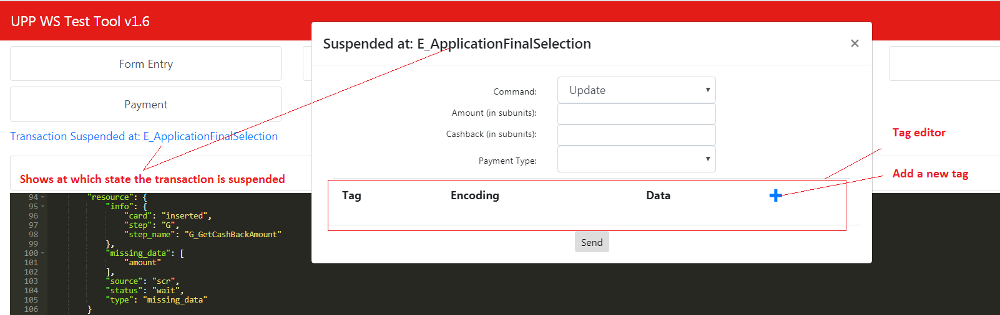 UPP WS Test Tool v1.6
Form Entry
Payment
Transaction Suspended at: E_ApplicationFinalSelection
Shows at which state the transaction is suspended
Suspended at: E_ApplicationFinalSelection
×
Command:
Update
Amount (in subunits):
Cashback (in subunits):
Payment Type:
Tag Encoding Data
Send
Tag editor
Add a new tag
94 "resource": {
95 "info": {
96 "card": "inserted",
97 "step": "G",
98 "step_name": "G_GetCashBackAmount"
99 },
100 "missing_data": [
101 "amount"
102 ],
103 "source": "scr",
104 "status": "wait",
105 "type": "missing_data"
106 }